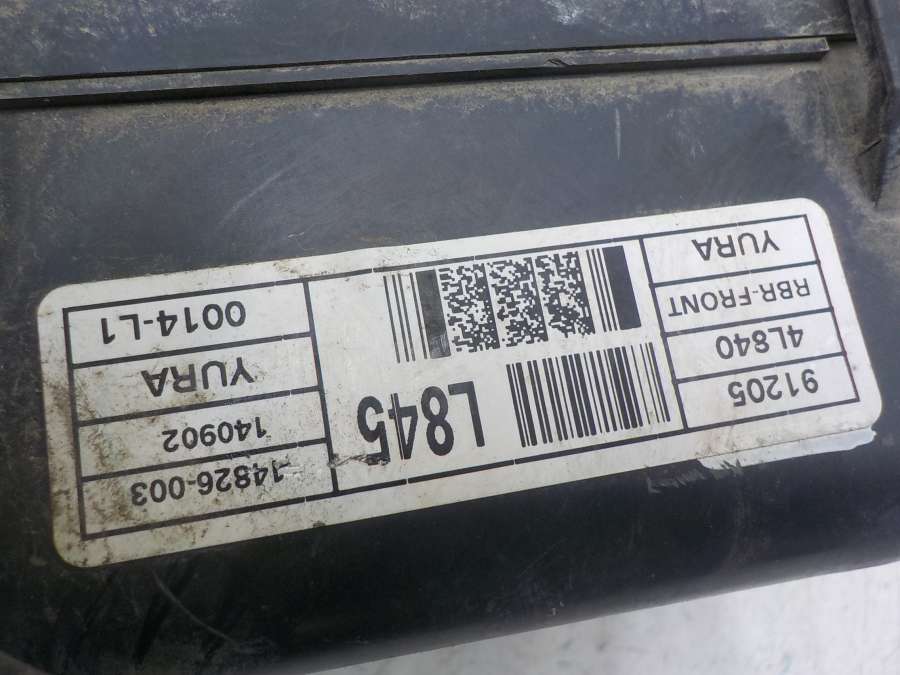 91205
4L840
RBR-FRONT
YURA
L845
14826-003
140902
YURA
0014-L1